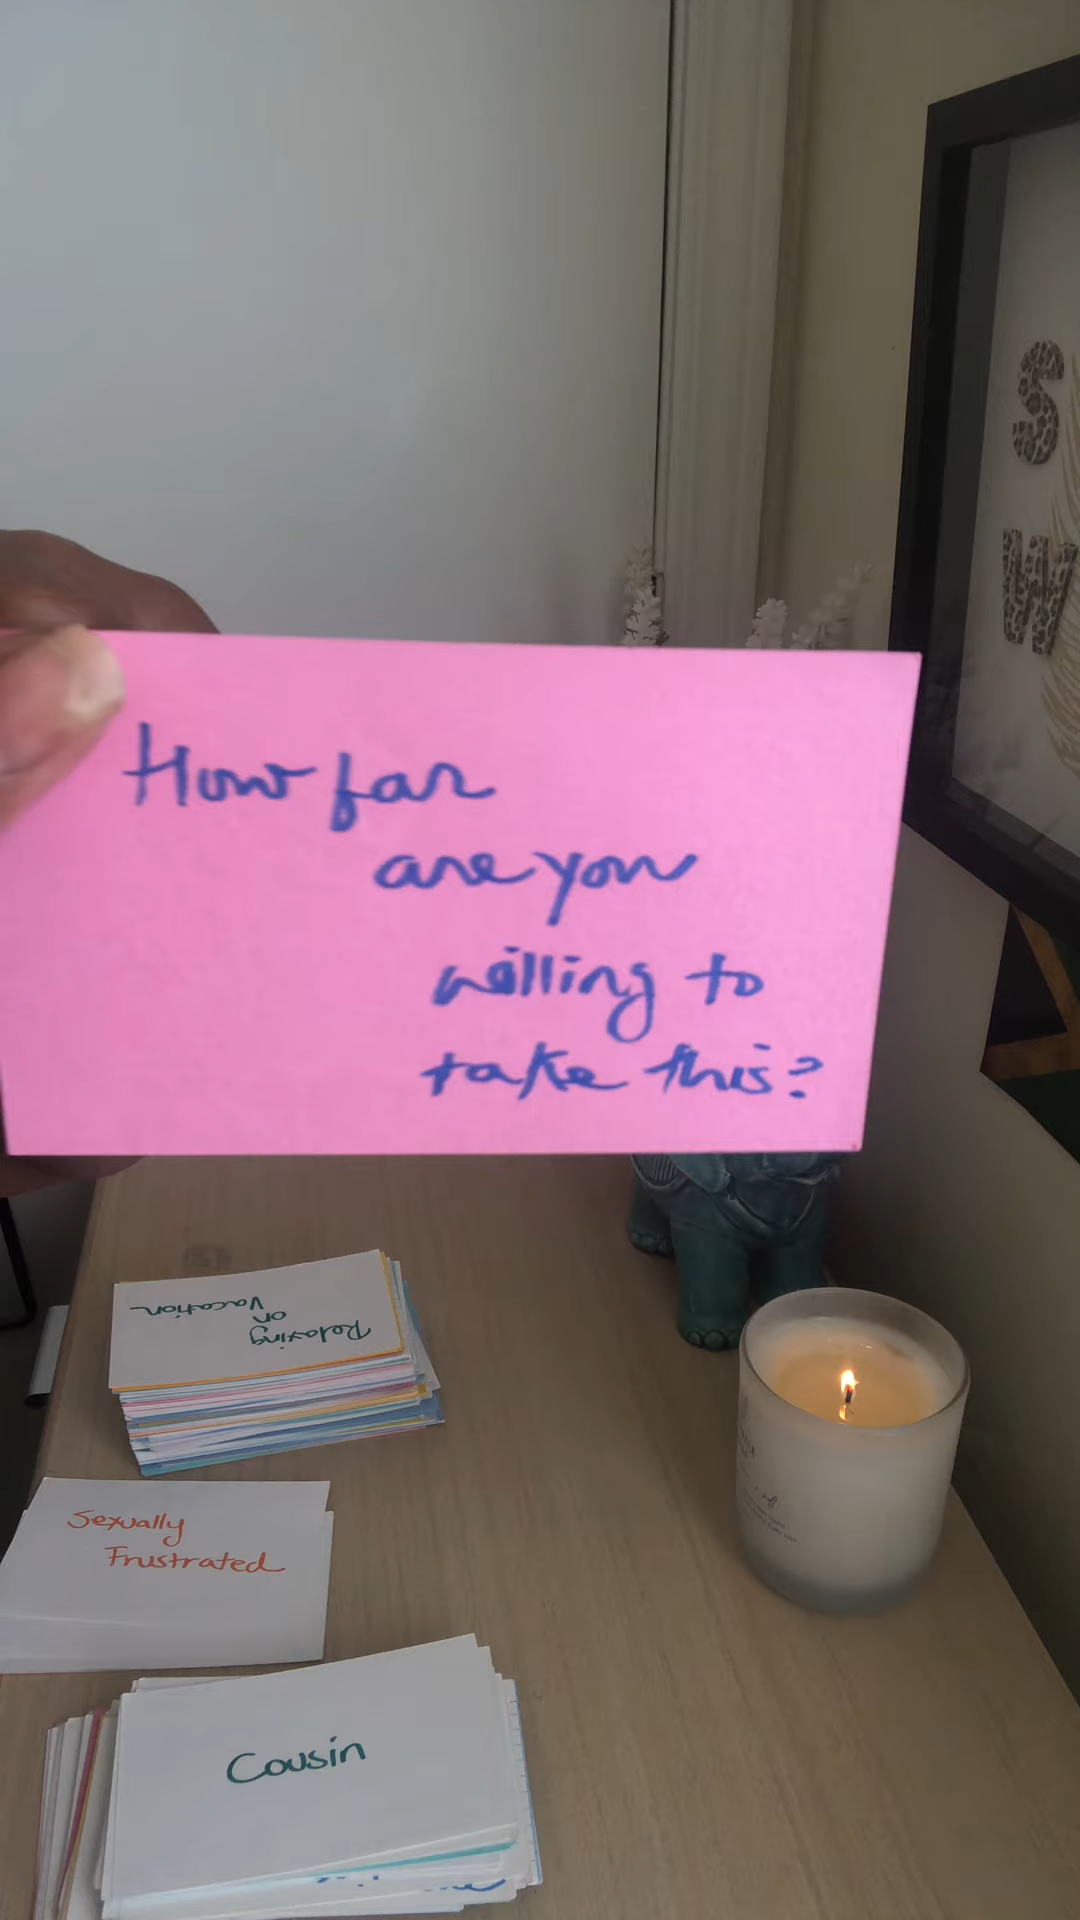 How far
are you
willing to
take this?
S
W
Relaxing
on
Vacation
Sexually
Frustrated
Cousin